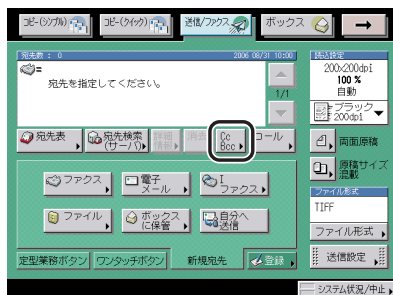 コピー(シンプル) コピー(クイック) 送信/ファクス ボックス
宛先数 : 0 2006 08/31 10:00
宛先を指定してください。
1/1
読込設定
200×200dpi
100 %
自動
ブラック
200dpi
宛先表 宛先検索(サーバ) 詳細情報 消去 Cc Bcc コール
両面原稿
原稿サイズ混載
ファクス 電子メール I ファクス
ファイル ボックスに保管 自分へ送信
ファイル形式
TIFF
ファイル形式
定型業務ボタン ワンタッチボタン 新規宛先 登録 送信設定
システム状況/中止